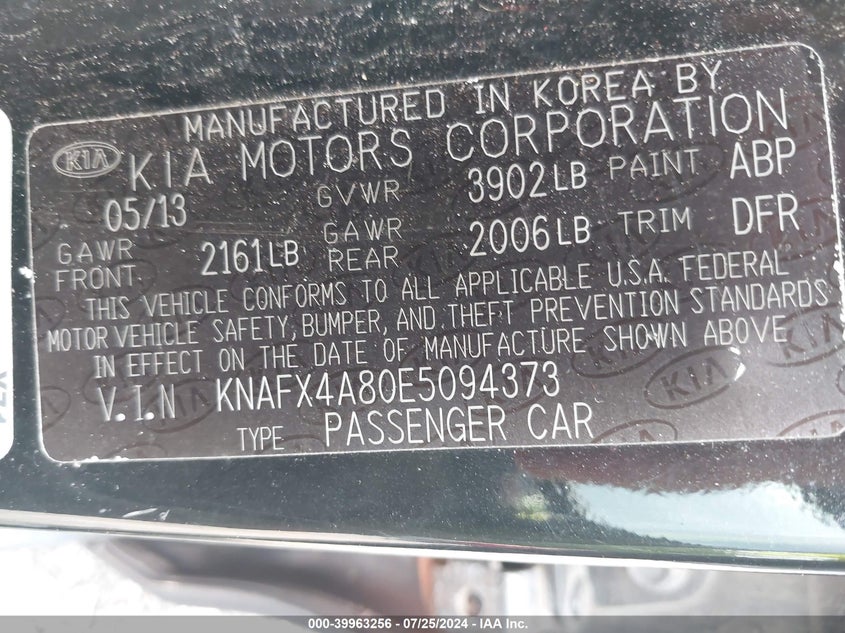 MANUFACTURED IN KOREA BY
KIA KIA MOTORS CORPORATION
05/13 GVWR 3902LB PAINT ABP
GAWR FRONT 2161LB GAWR REAR 2006LB TRIM DFR
THIS VEHICLE CONFORMS TO ALL APPLICABLE U.S.A. FEDERAL
MOTOR VEHICLE SAFETY, BUMPER, AND THEFT PREVENTION STANDARDS
IN EFFECT ON THE DATE OF MANUFACTURE SHOWN ABOVE
V.I.N KNAFX4A80E5094373
TYPE PASSENGER CAR
000-39963256 - 07/25/2024 - © IAA Inc.